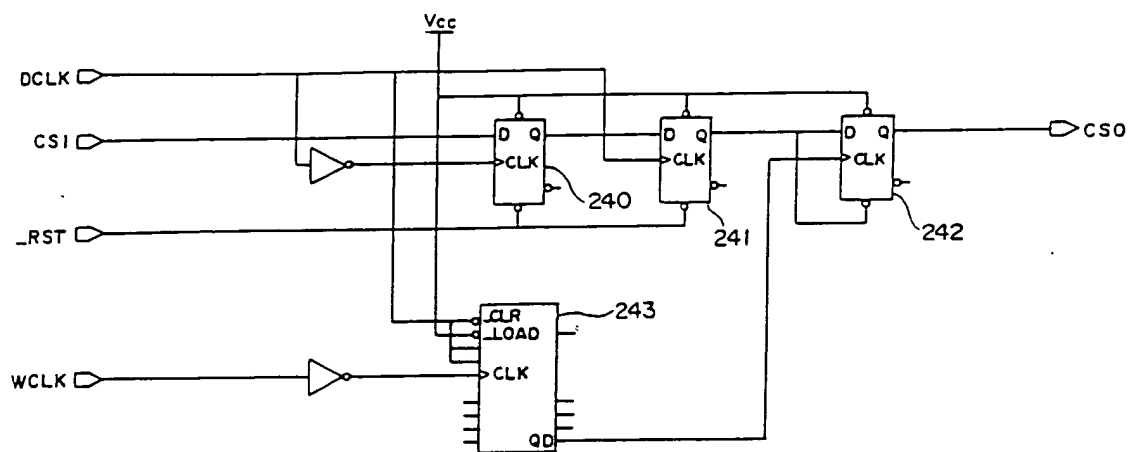 Vcc
DCLK
CSI
D Q
CLK
240
D Q
CLK
241
D Q
CLK
242
CSO
_RST
_CLR
_LOAD
CLK
QD
243
WCLK